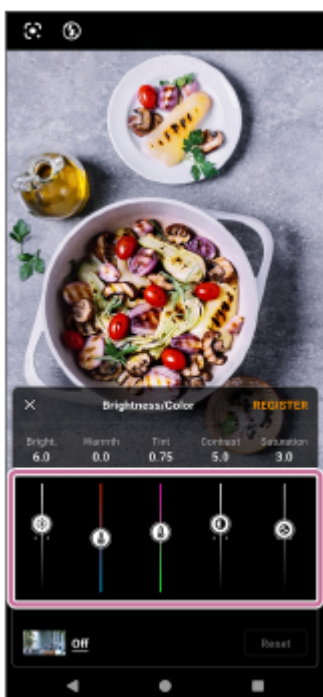 Brightness/Color REGISTER
Bright. Warmth Tint Contrast Saturation
6.0 0.0 0.75 5.0 3.0
Off Reset